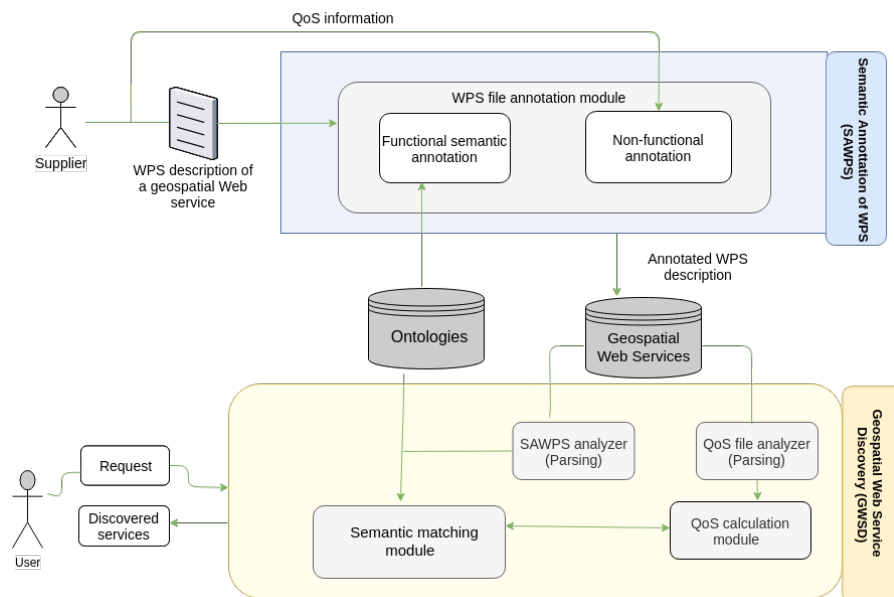 QoS information
Supplier
WPS description of
a geospatial Web
service
WPS file annotation module
Functional semantic
annotation
Non-functional
annotation
Semantic Annottation of WPS
(SAWPS)
Annotated WPS
description
Ontologies
Geospatial
Web Services
Geospatial Web Service
Discovery (GWSD)
SAWPS analyzer
(Parsing)
QoS file analyzer
(Parsing)
Request
Discovered
services
User
Semantic matching
module
QoS calculation
module